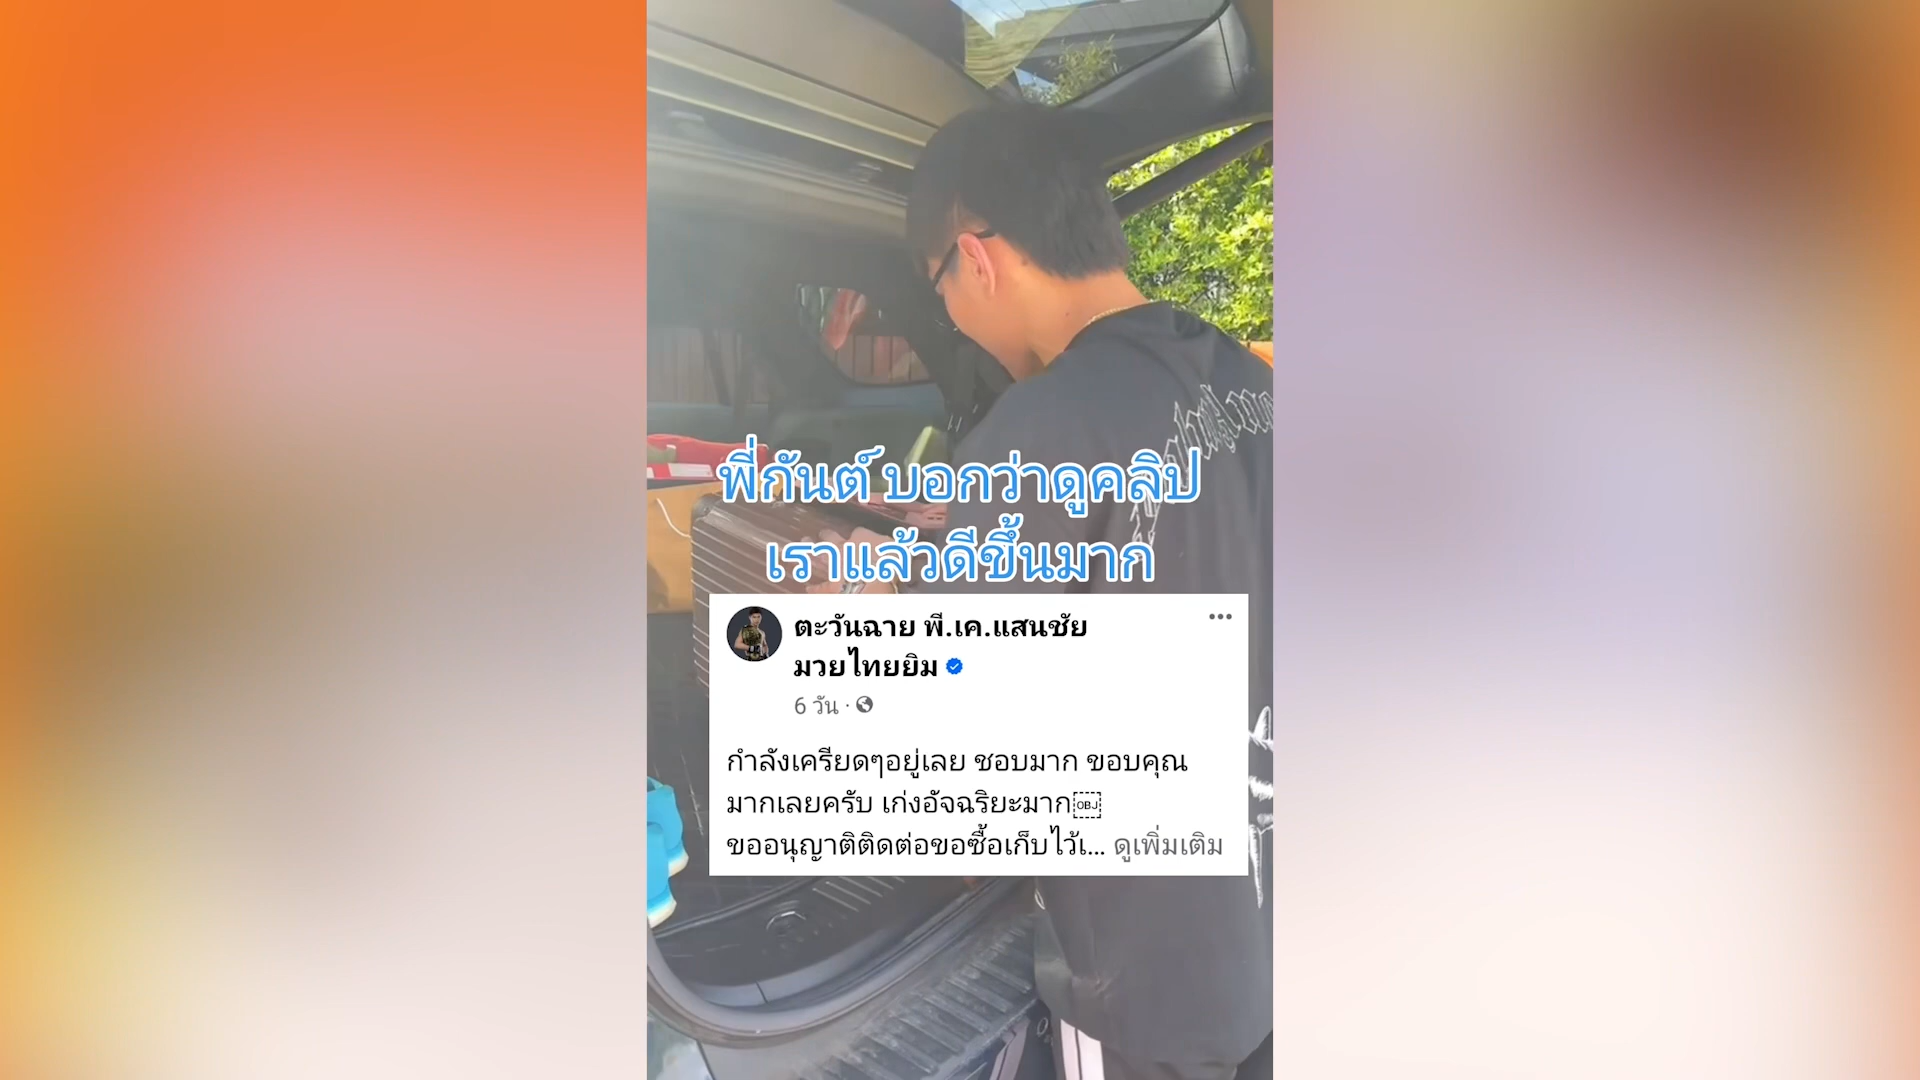 พี่กันต์ บอกว่าดูคลิป
เราแล้วดีขึ้นมาก
ตะวันฉาย พี.เค.แสนชัย
มวยไทยยิม
6 วัน ·
กำลังเครียดๆอยู่เลย ชอบมาก ขอบคุณ
มากเลยครับ เก่งอัจฉริยะมาก
ขออนุญาติติดต่อขอซื้อเก็บไว้เ... ดูเพิ่มเติม